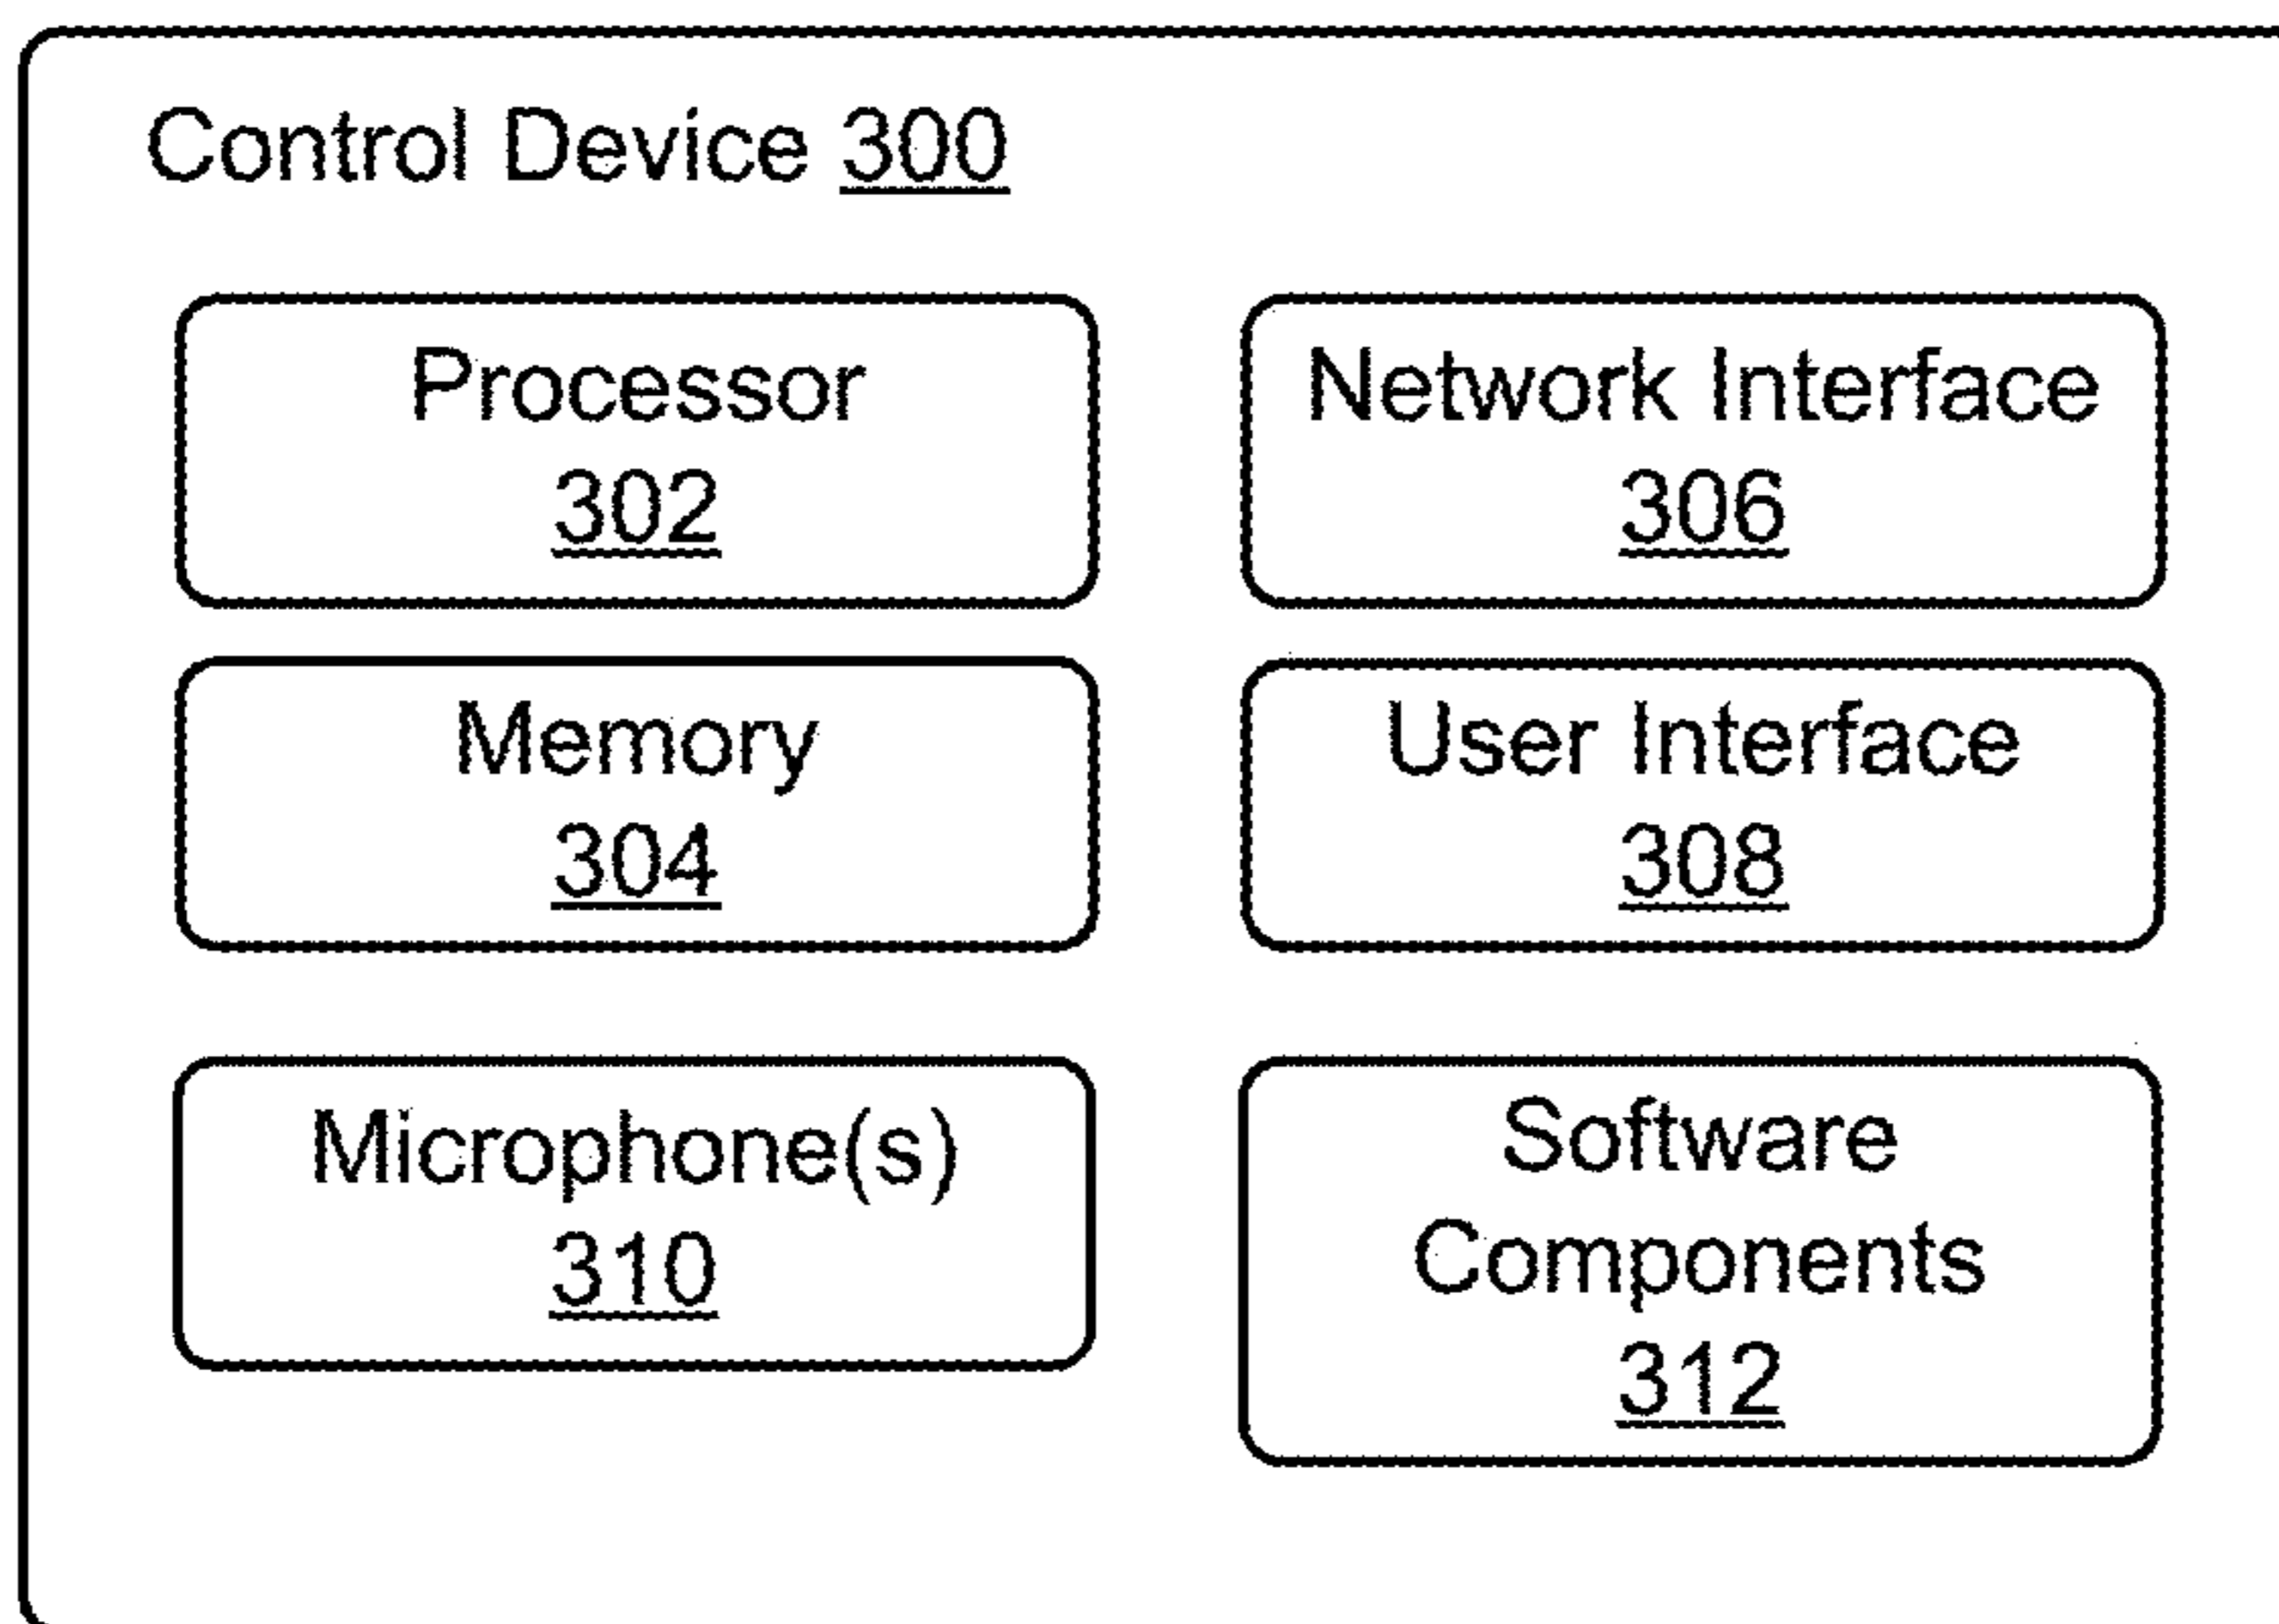 Control Device 300
Processor
302
Network Interface
306
Memory
304
User Interface
308
Microphone(s)
310
Software
Components
312